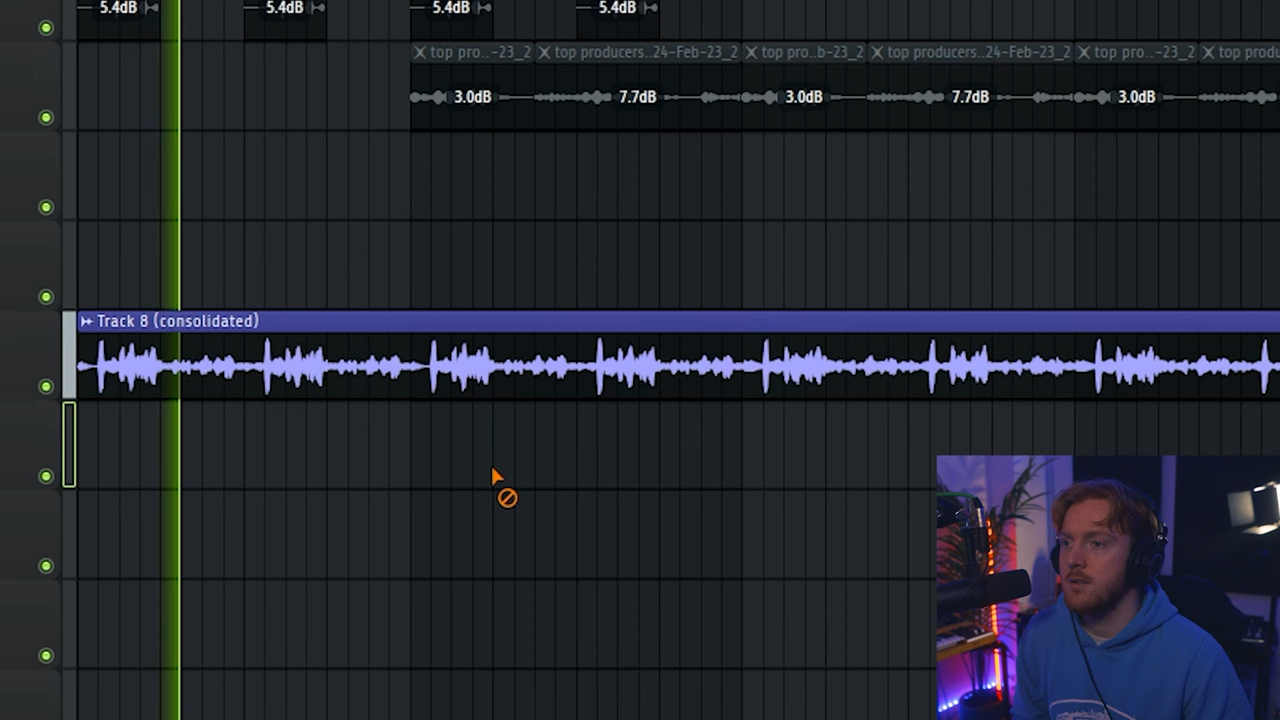 5.4dB 5.4dB 5.4dB 5.4dB
top pro..-23_2 top producers..24-Feb-23_2 top pro..b-23_2 top producers..24-Feb-23_2 top pro..-23_2 top produ
3.0dB 7.7dB 3.0dB 7.7dB 3.0dB
Track 8 (consolidated)